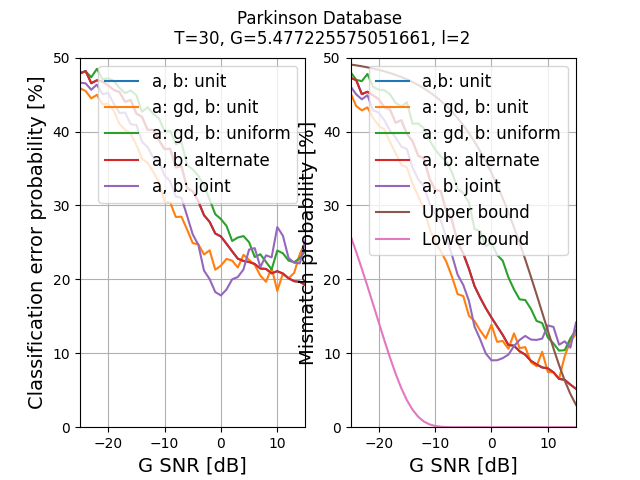 Parkinson Database
T=30, G=5.477225575051661, l=2
Classification error probability [%]
50
40
30
20
10
0
a, b: unit
a: gd, b: unit
a: gd, b: uniform
a, b: alternate
a, b: joint
−20
−10
0
10
G SNR [dB]
Mismatch probability [%]
50
40
30
20
10
0
a,b: unit
a: gd, b: unit
a: gd, b: uniform
a, b: alternate
a, b: joint
Upper bound
Lower bound
−20
−10
0
10
G SNR [dB]